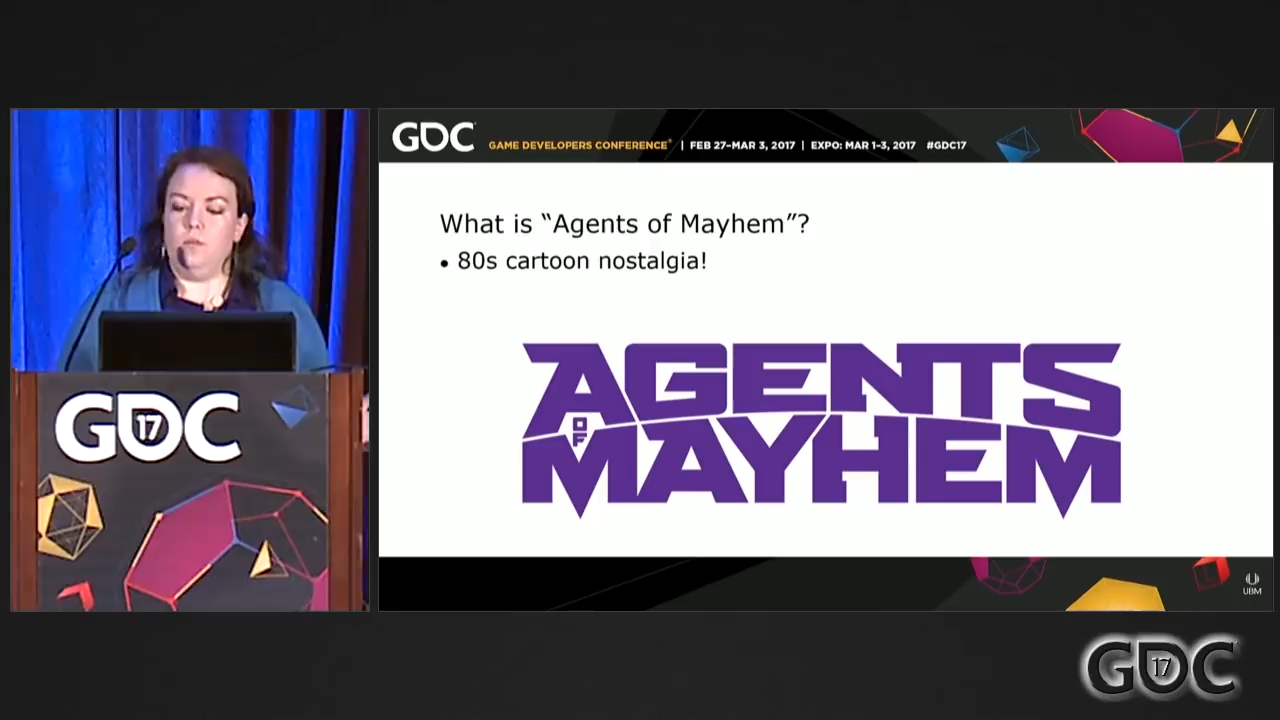 GDC GAME DEVELOPERS CONFERENCE® | FEB 27–MAR 3, 2017 | EXPO: MAR 1–3, 2017 #GDC17
What is “Agents of Mayhem”?
• 80s cartoon nostalgia!
AGENTS
OF
MAYHEM
GDC
17
UBM
GDC
17